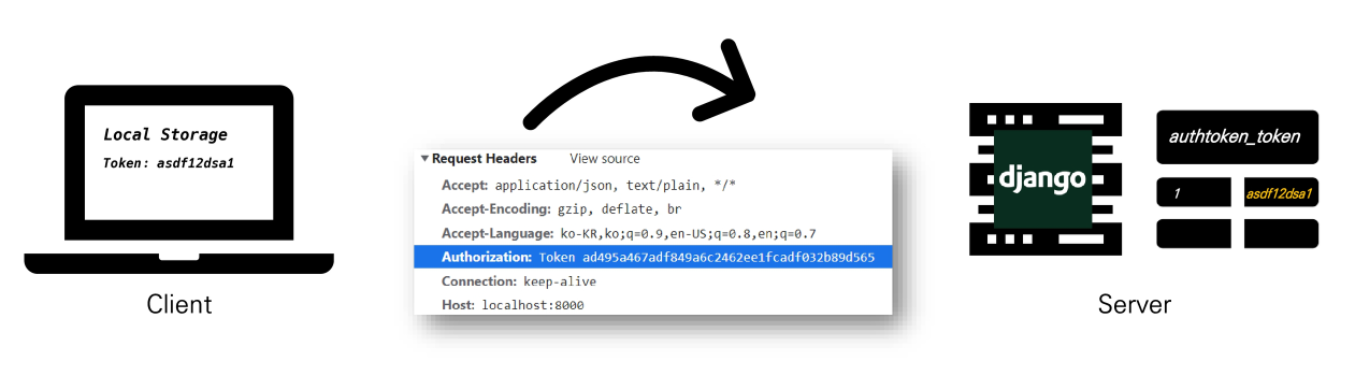 Local Storage
Token: asdf12dsa1
Client
Request Headers View source
Accept: application/json, text/plain, */*
Accept-Encoding: gzip, deflate, br
Accept-Language: ko-KR,ko;q=0.9,en-US;q=0.8,en;q=0.7
Authorization: Token ad495a467adf849a6c2462ee1fcadf032b89d565
Connection: keep-alive
Host: localhost:8000
django
authtoken_token
1 asdf12dsa1
Server